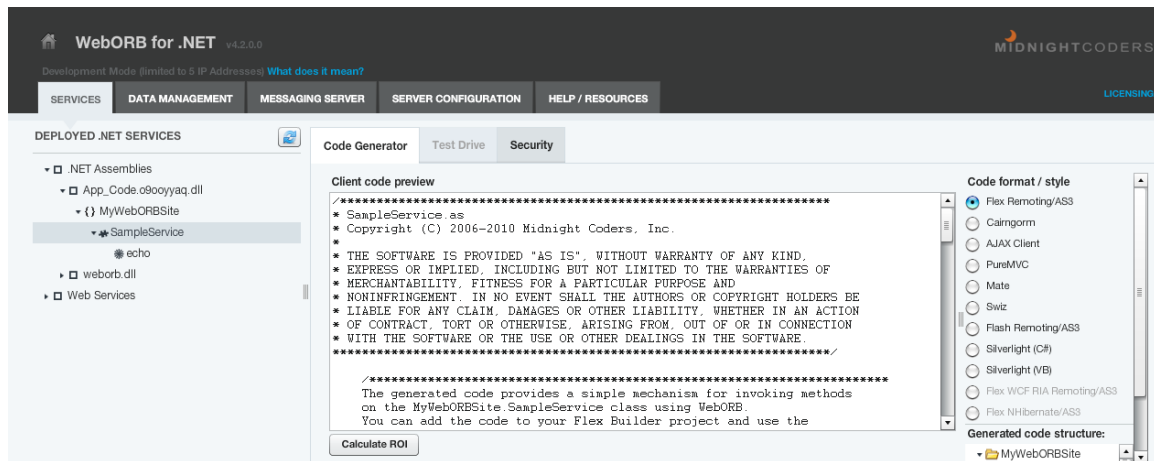 WebORB for .NET v4.2.0.0
MIDNIGHTCODERS
Development Mode (limited to 5 IP Addresses) What does it mean?
SERVICES DATA MANAGEMENT MESSAGING SERVER SERVER CONFIGURATION HELP / RESOURCES LICENSING
DEPLOYED .NET SERVICES
.NET Assemblies
App_Code.o9ooyyaq.dll
{ } MyWebORBSite
SampleService
echo
weborb.dll
Web Services
Code Generator Test Drive Security
Client code preview
/*********************************************************************
* SampleService.as
* Copyright (C) 2006-2010 Midnight Coders, Inc.
*
* THE SOFTWARE IS PROVIDED "AS IS", WITHOUT WARRANTY OF ANY KIND,
* EXPRESS OR IMPLIED, INCLUDING BUT NOT LIMITED TO THE WARRANTIES OF
* MERCHANTABILITY, FITNESS FOR A PARTICULAR PURPOSE AND
* NONINFRINGEMENT. IN NO EVENT SHALL THE AUTHORS OR COPYRIGHT HOLDERS BE
* LIABLE FOR ANY CLAIM, DAMAGES OR OTHER LIABILITY, WHETHER IN AN ACTION
* OF CONTRACT, TORT OR OTHERWISE, ARISING FROM, OUT OF OR IN CONNECTION
* WITH THE SOFTWARE OR THE USE OR OTHER DEALINGS IN THE SOFTWARE.
*********************************************************************/
/***********************************************************************
The generated code provides a simple mechanism for invoking methods
on the MyWebORBSite.SampleService class using WebORB.
You can add the code to your Flex Builder project and use the
Calculate ROI
Code format / style
Flex Remoting/AS3
Cairngorm
AJAX Client
PureMVC
Mate
Swiz
Flash Remoting/AS3
Silverlight (C#)
Silverlight (VB)
Flex WCF RIA Remoting/AS3
Flex NHibernate/AS3
Generated code structure:
MyWebORBSite